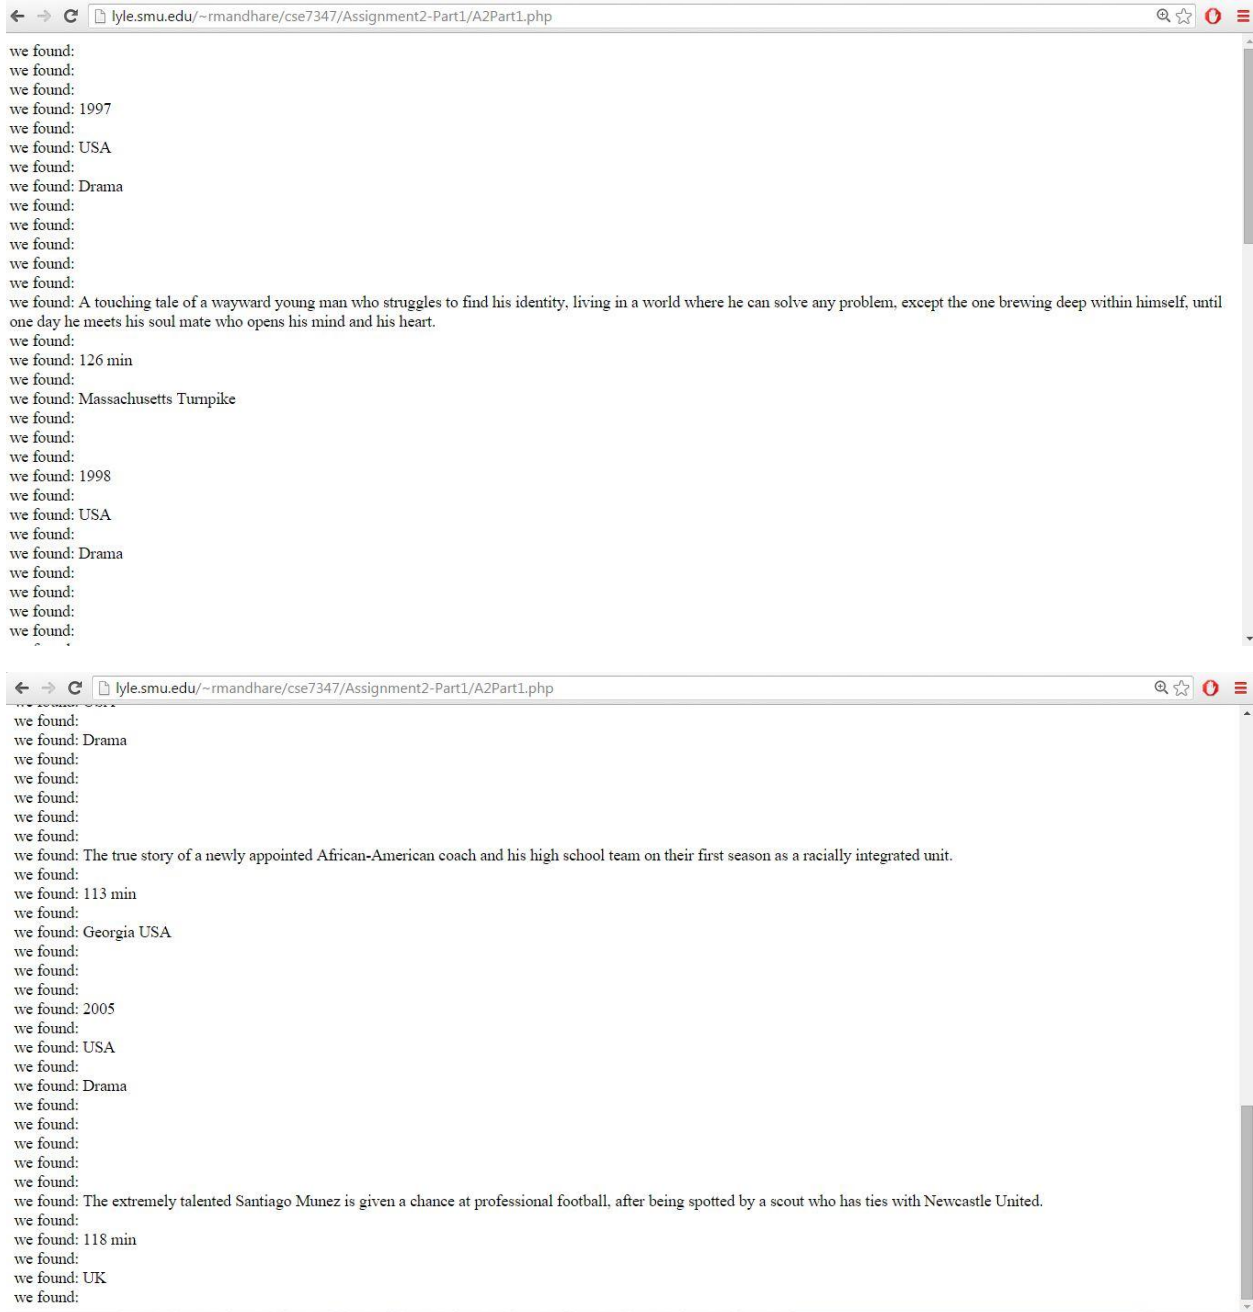 lyle.smu.edu/~rmandhare/cse7347/Assignment2-Part1/A2Part1.php
we found:
we found:
we found:
we found: 1997
we found:
we found: USA
we found:
we found: Drama
we found:
we found:
we found:
we found:
we found:
we found: A touching tale of a wayward young man who struggles to find his identity, living in a world where he can solve any problem, except the one brewing deep within himself, until
one day he meets his soul mate who opens his mind and his heart.
we found:
we found: 126 min
we found:
we found: Massachusetts Turnpike
we found:
we found:
we found:
we found: 1998
we found:
we found: USA
we found:
we found: Drama
we found:
we found:
we found:
we found:
lyle.smu.edu/~rmandhare/cse7347/Assignment2-Part1/A2Part1.php
we found:
we found: Drama
we found:
we found:
we found:
we found:
we found:
we found: The true story of a newly appointed African-American coach and his high school team on their first season as a racially integrated unit.
we found:
we found: 113 min
we found:
we found: Georgia USA
we found:
we found:
we found:
we found: 2005
we found:
we found: USA
we found:
we found: Drama
we found:
we found:
we found:
we found:
we found:
we found: The extremely talented Santiago Munez is given a chance at professional football, after being spotted by a scout who has ties with Newcastle United.
we found:
we found: 118 min
we found:
we found: UK
we found: